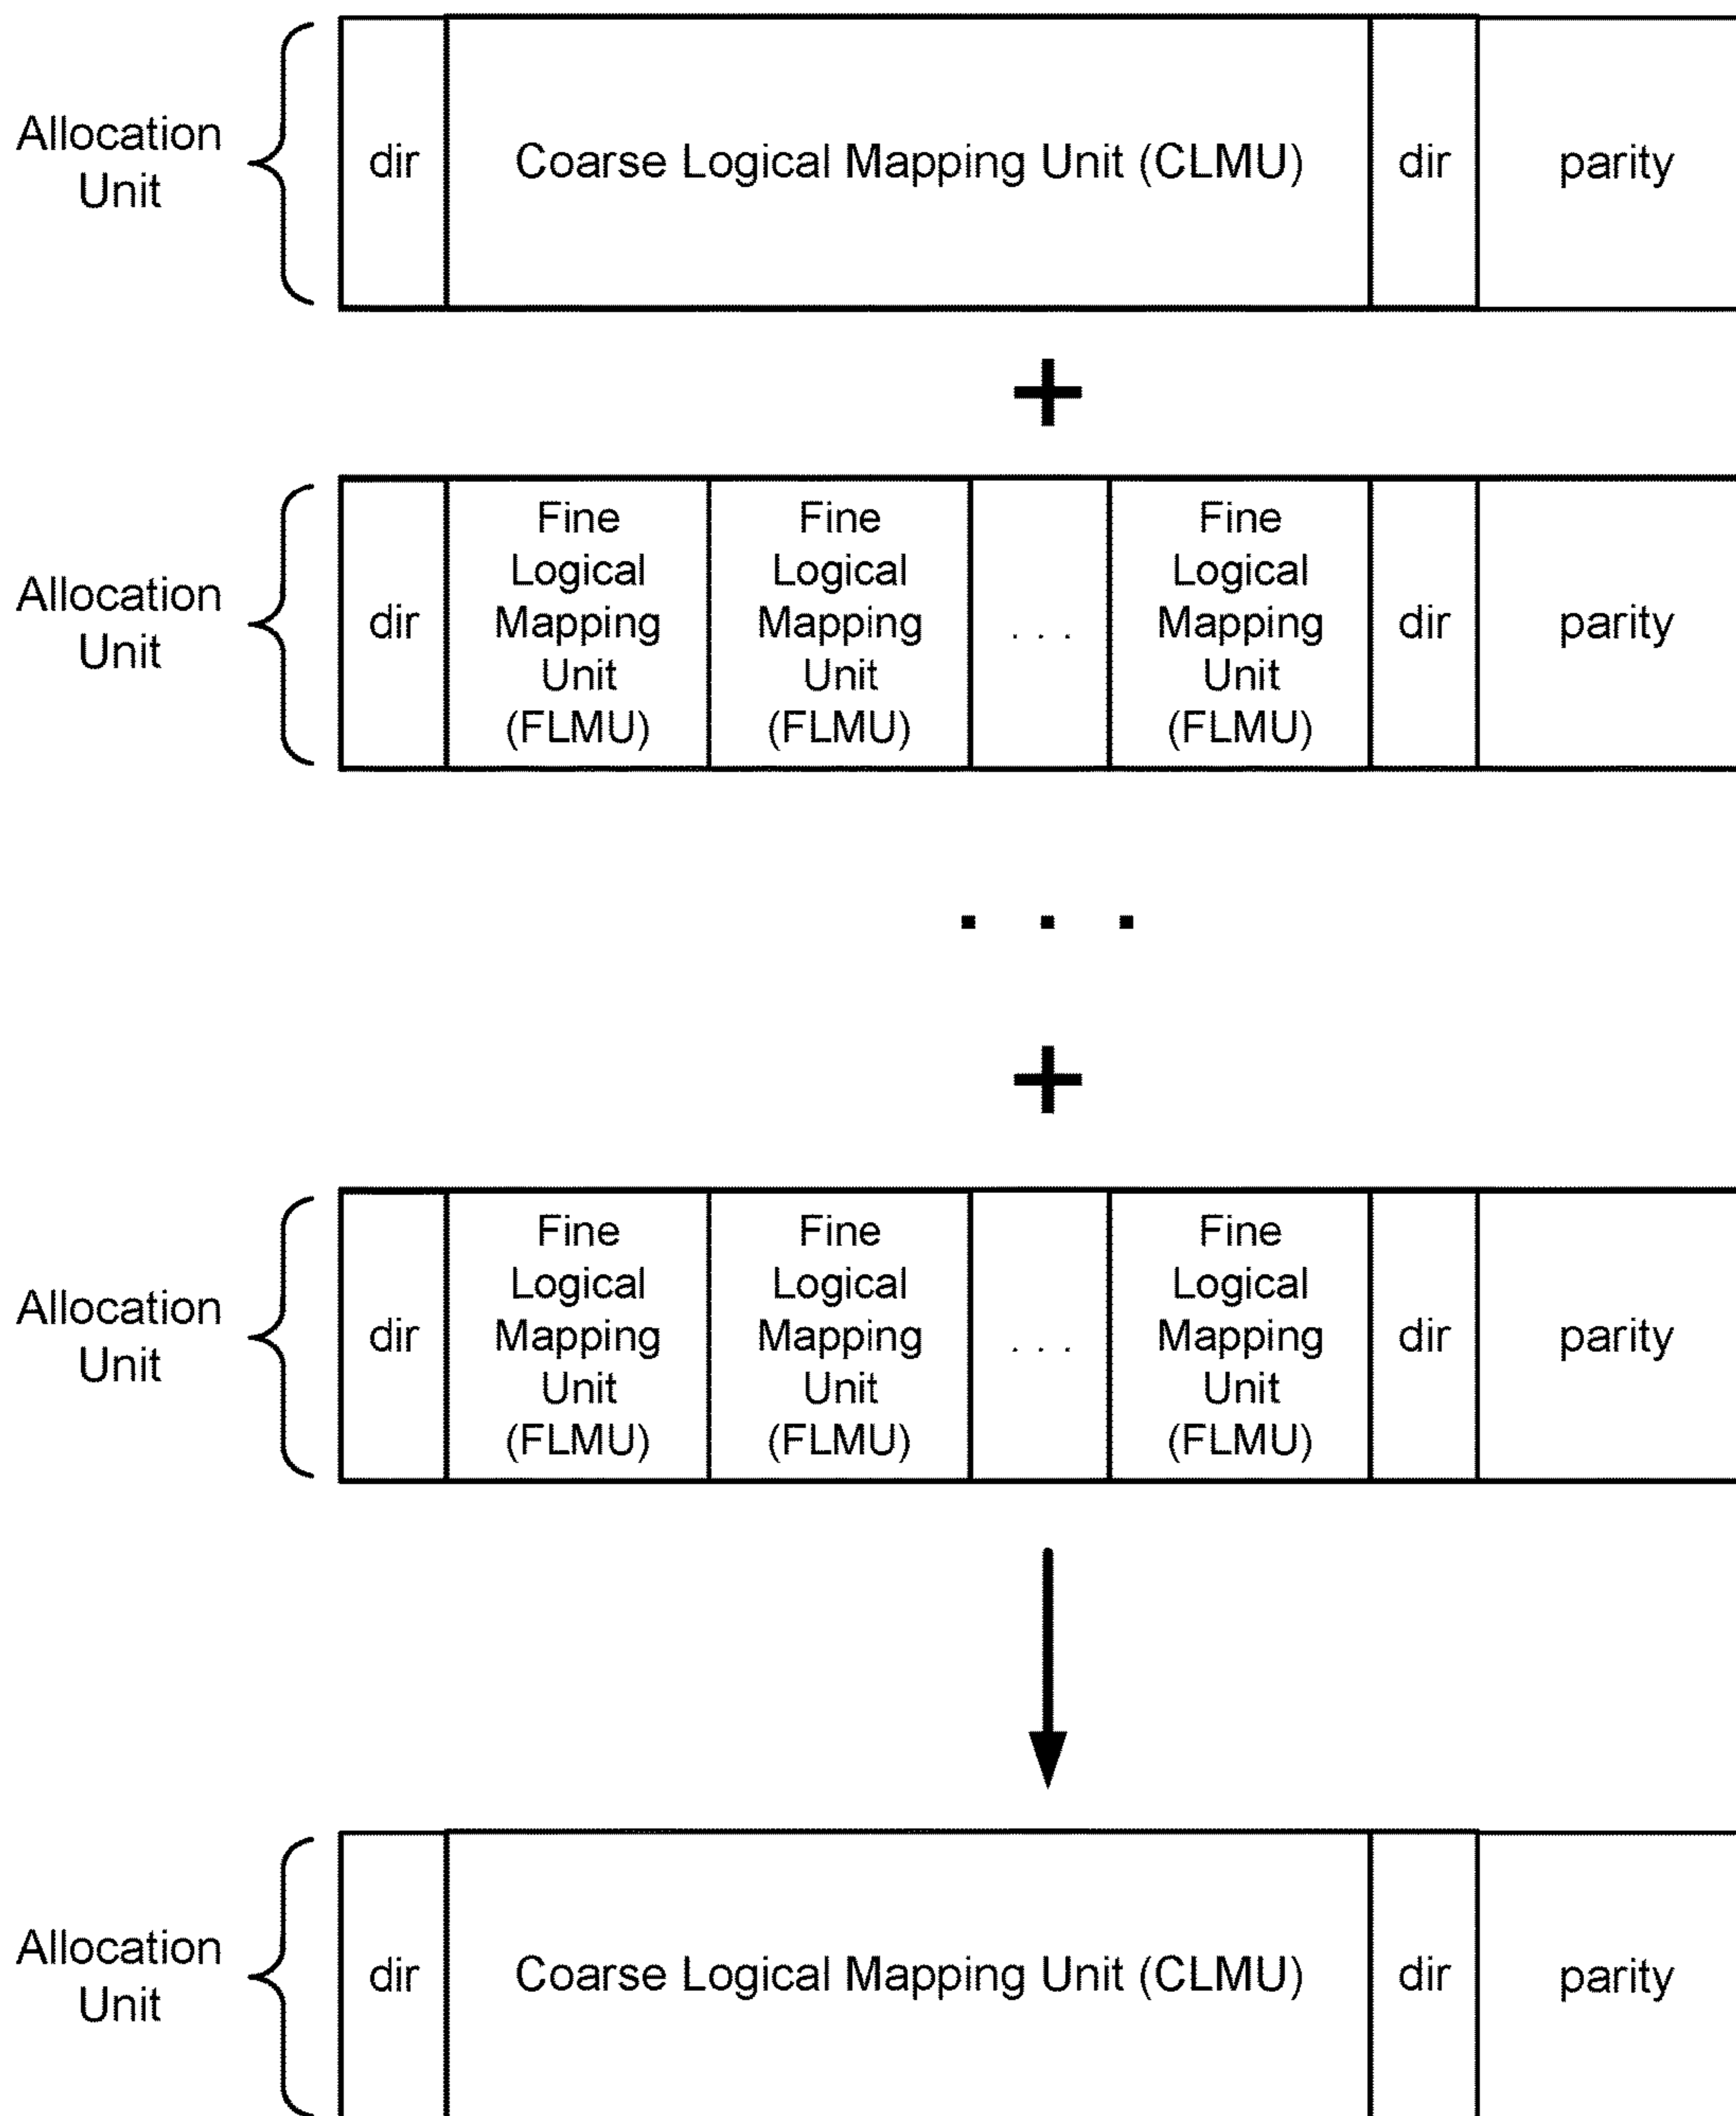 Allocation
Unit
dir
Coarse Logical Mapping Unit (CLMU)
dir
parity
+
Allocation
Unit
dir
Fine
Logical
Mapping
Unit
(FLMU)
Fine
Logical
Mapping
Unit
(FLMU)
. . .
Fine
Logical
Mapping
Unit
(FLMU)
dir
parity
. . .
+
Allocation
Unit
dir
Fine
Logical
Mapping
Unit
(FLMU)
Fine
Logical
Mapping
Unit
(FLMU)
. . .
Fine
Logical
Mapping
Unit
(FLMU)
dir
parity
Allocation
Unit
dir
Coarse Logical Mapping Unit (CLMU)
dir
parity